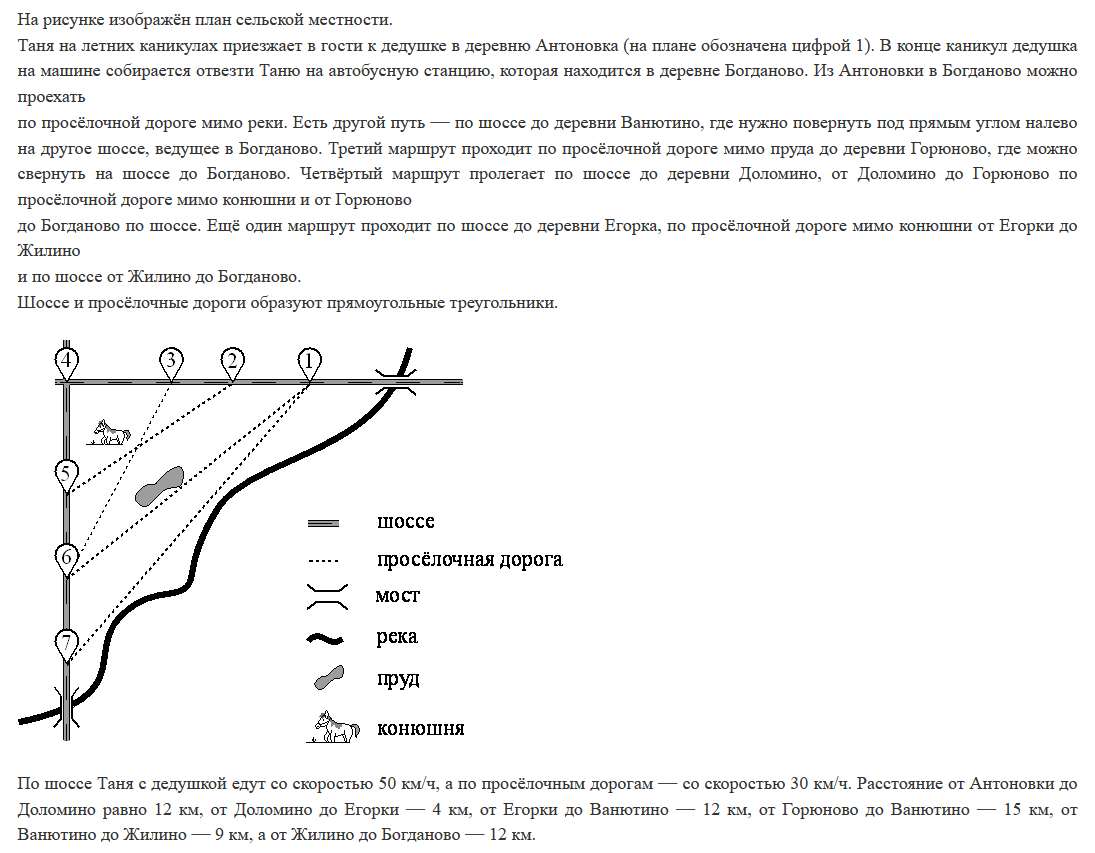 На рисунке изображён план сельской местности.
Таня на летних каникулах приезжает в гости к дедушке в деревню Антоновка (на плане обозначена цифрой 1). В конце каникул дедушка
на машине собирается отвезти Таню на автобусную станцию, которая находится в деревне Богданово. Из Антоновки в Богданово можно
проехать
по просёлочной дороге мимо реки. Есть другой путь — по шоссе до деревни Ванютино, где нужно повернуть под прямым углом налево
на другое шоссе, ведущее в Богданово. Третий маршрут проходит по просёлочной дороге мимо пруда до деревни Горюново, где можно
свернуть на шоссе до Богданово. Четвёртый маршрут пролегает по шоссе до деревни Доломино, от Доломино до Горюново по
просёлочной дороге мимо конюшни и от Горюново
до Богданово по шоссе. Ещё один маршрут проходит по шоссе до деревни Егорка, по просёлочной дороге мимо конюшни от Егорки до
Жилино
и по шоссе от Жилино до Богданово.
Шоссе и просёлочные дороги образуют прямоугольные треугольники.
4 3 2 1
5
6
7
шоссе
просёлочная дорога
мост
река
пруд
конюшня
По шоссе Таня с дедушкой едут со скоростью 50 км/ч, а по просёлочным дорогам — со скоростью 30 км/ч. Расстояние от Антоновки до
Доломино равно 12 км, от Доломино до Егорки — 4 км, от Егорки до Ванютино — 12 км, от Горюново до Ванютино — 15 км, от
Ванютино до Жилино — 9 км, а от Жилино до Богданово — 12 км.